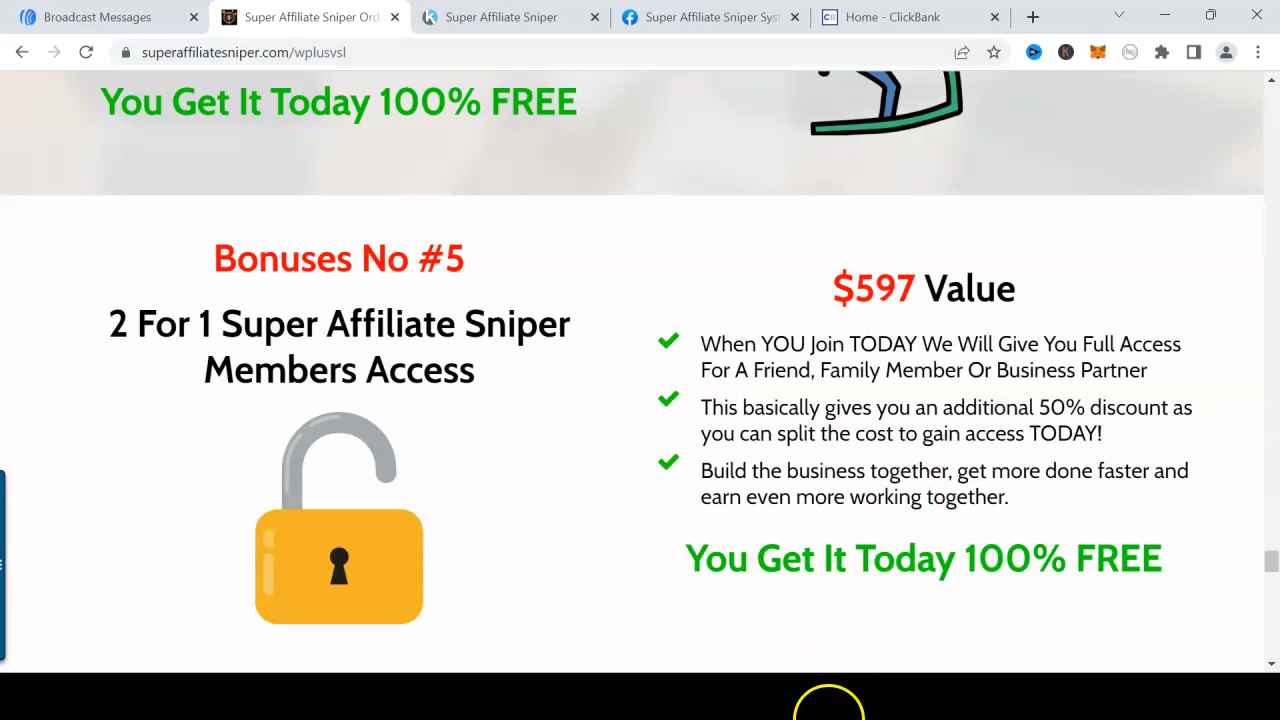 Broadcast Messages
Super Affiliate Sniper Ord
Super Affiliate Sniper
Super Affiliate Sniper Syst
Home - ClickBank
superaffiliatesniper.com/wplusvsl
You Get It Today 100% FREE
Bonuses No #5
2 For 1 Super Affiliate Sniper
Members Access
$597 Value
When YOU Join TODAY We Will Give You Full Access
For A Friend, Family Member Or Business Partner
This basically gives you an additional 50% discount as
you can split the cost to gain access TODAY!
Build the business together, get more done faster and
earn even more working together.
You Get It Today 100% FREE